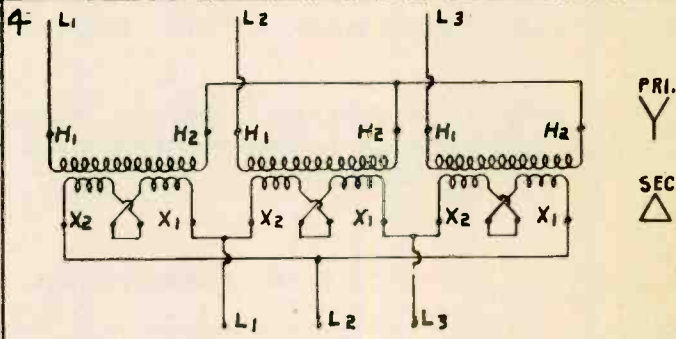 4
L1 L2 L3
PRI.
H1 H2 H1 H2 H1 H2
SEC
X2 X1 X2 X1 X2 X1
L1 L2 L3